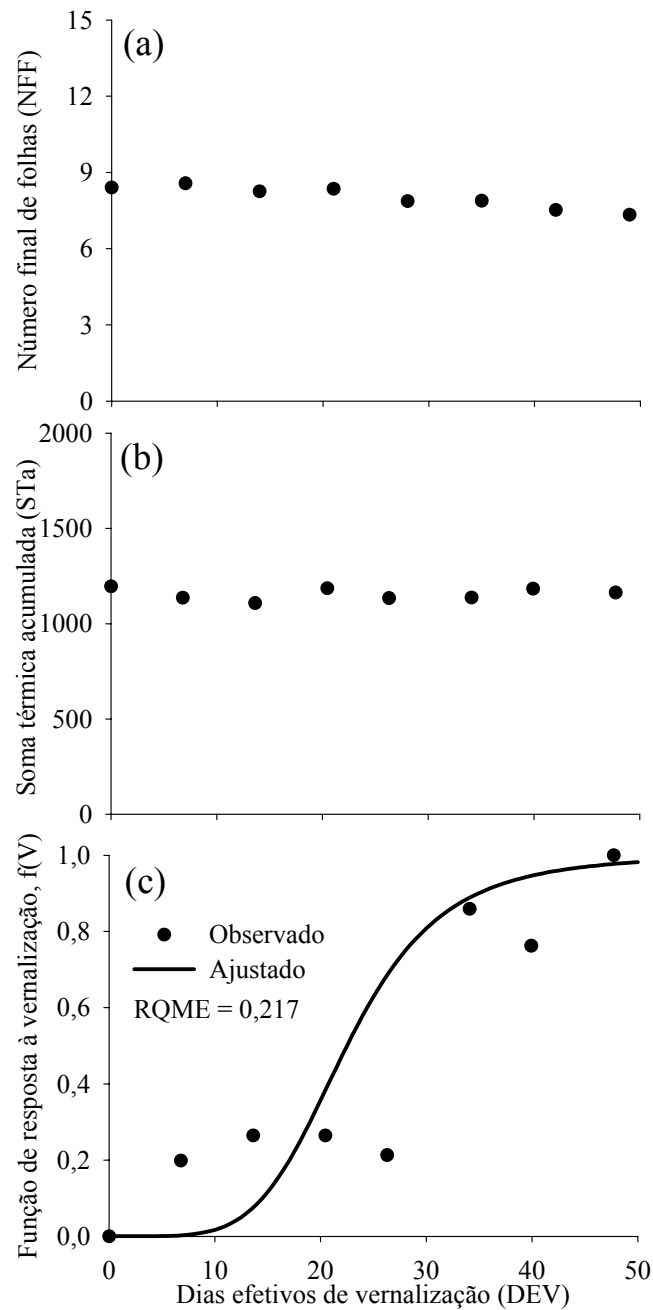 (a)
Número final de folhas (NFF)
15
12
9
6
3
0
(b)
Soma térmica acumulada (STa)
2000
1500
1000
500
0
(c)
Função de resposta à vernalização, f(V)
1,0
0,8
0,6
0,4
0,2
0,0
Observado
Ajustado
RQME = 0,217
0 10 20 30 40 50
Dias efetivos de vernalização (DEV)